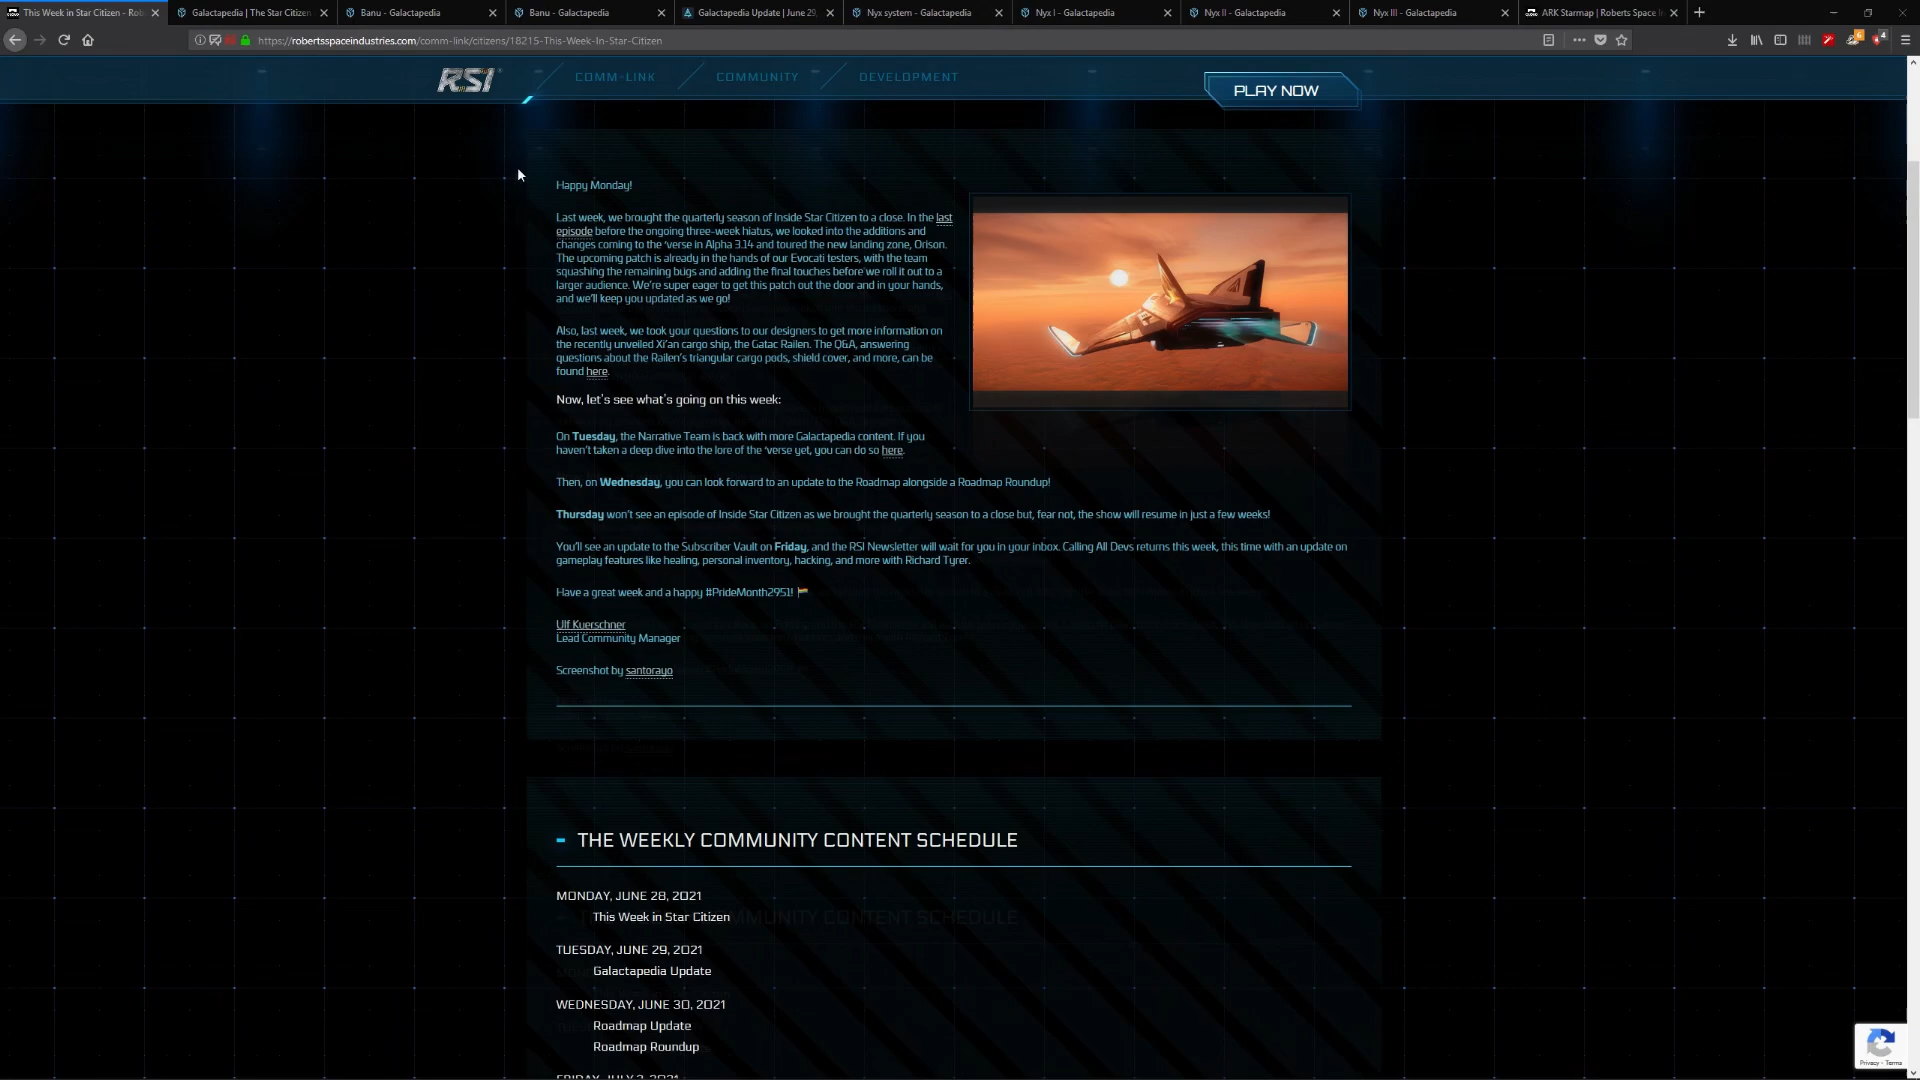 This Week in Star Citizen - Rob
Galactapedia | The Star Citizen
Banu - Galactapedia
Banu - Galactapedia
Galactapedia Update | June 29,
Nyx system - Galactapedia
Nyx I - Galactapedia
Nyx II - Galactapedia
Nyx III - Galactapedia
ARK Starmap | Roberts Space In
https://robertsspaceindustries.com/comm-link/citizens/18215-This-Week-In-Star-Citizen
6
4
RSI
COMM-LINK
COMMUNITY
DEVELOPMENT
PLAY NOW
Happy Monday!
Last week, we brought the quarterly season of Inside Star Citizen to a close. In the last
episode before the ongoing three-week hiatus, we looked into the additions and
changes coming to the 'verse in Alpha 3.14 and toured the new landing zone, Orison.
The upcoming patch is already in the hands of our Evocati testers, with the team
squashing the remaining bugs and adding the final touches before we roll it out to a
larger audience. We're super eager to get this patch out the door and in your hands,
and we'll keep you updated as we go!
Also, last week, we took your questions to our designers to get more information on
the recently unveiled Xi'an cargo ship, the Gatac Railen. The Q&A, answering
questions about the Railen's triangular cargo pods, shield cover, and more, can be
found here.
Now, let's see what's going on this week:
On Tuesday, the Narrative Team is back with more Galactapedia content. If you
haven't taken a deep dive into the lore of the 'verse yet, you can do so here.
Then, on Wednesday, you can look forward to an update to the Roadmap alongside a Roadmap Roundup!
Thursday won't see an episode of Inside Star Citizen as we brought the quarterly season to a close but, fear not, the show will resume in just a few weeks!
You'll see an update to the Subscriber Vault on Friday, and the RSI Newsletter will wait for you in your inbox. Calling All Devs returns this week, this time with an update on
gameplay features like healing, personal inventory, hacking, and more with Richard Tyrer.
Have a great week and a happy #PrideMonth2951!
Ulf Kuerschner
Lead Community Manager
Screenshot by santorayo
THE WEEKLY COMMUNITY CONTENT SCHEDULE
MONDAY, JUNE 28, 2021
This Week in Star Citizen
TUESDAY, JUNE 29, 2021
Galactapedia Update
WEDNESDAY, JUNE 30, 2021
Roadmap Update
Roadmap Roundup
FRIDAY, JULY 2, 2021
Privacy - Terms